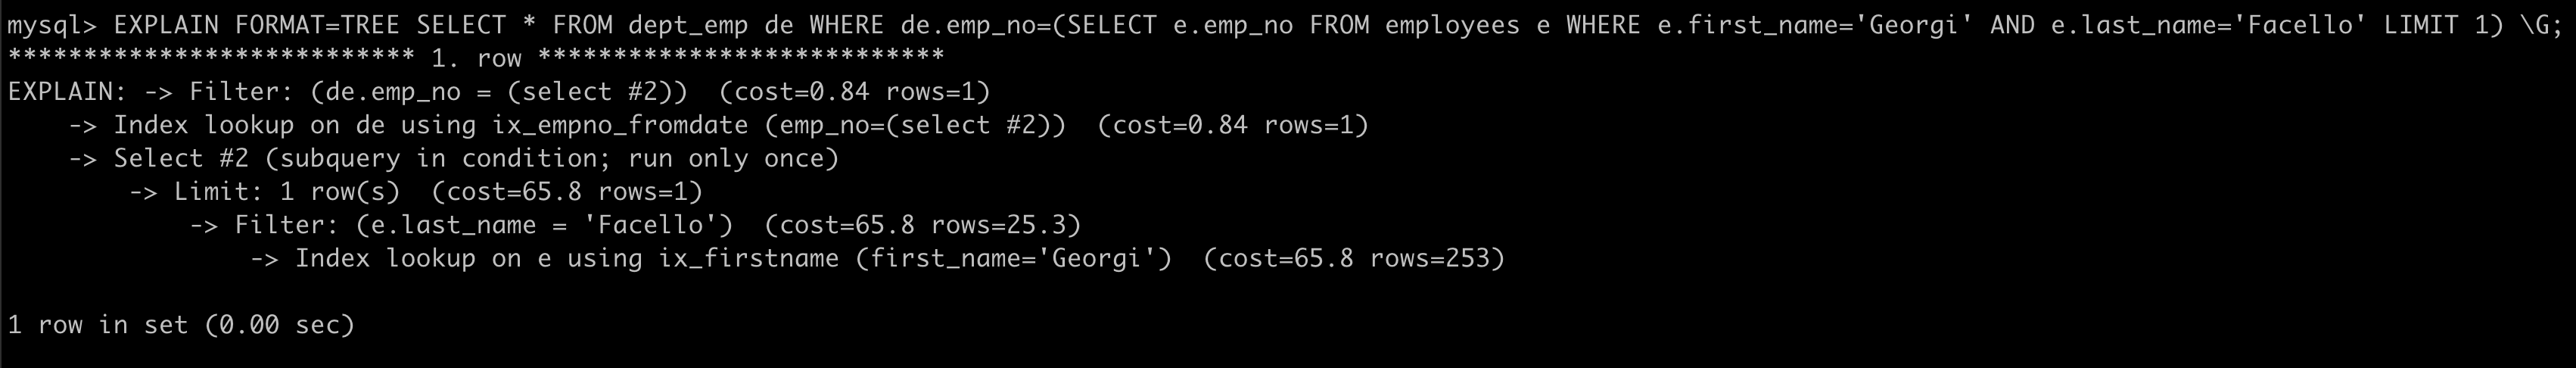 mysql> EXPLAIN FORMAT=TREE SELECT * FROM dept_emp de WHERE de.emp_no=(SELECT e.emp_no FROM employees e WHERE e.first_name='Georgi' AND e.last_name='Facello' LIMIT 1) \G;
*************************** 1. row ***************************
EXPLAIN: -> Filter: (de.emp_no = (select #2))  (cost=0.84 rows=1)
    -> Index lookup on de using ix_empno_fromdate (emp_no=(select #2))  (cost=0.84 rows=1)
    -> Select #2 (subquery in condition; run only once)
        -> Limit: 1 row(s)  (cost=65.8 rows=1)
            -> Filter: (e.last_name = 'Facello')  (cost=65.8 rows=25.3)
                -> Index lookup on e using ix_firstname (first_name='Georgi')  (cost=65.8 rows=253)
1 row in set (0.00 sec)